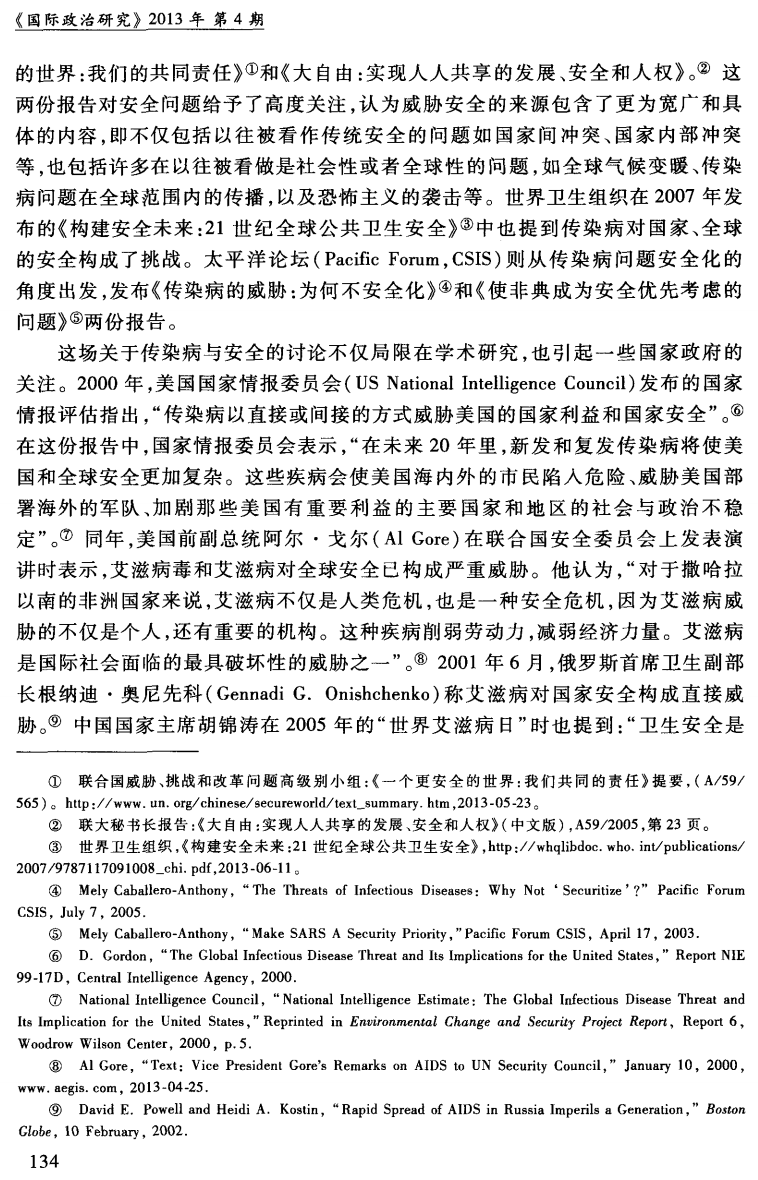 《国际政治研究》2013 年 第 4 期
的世界:我们的共同责任》①和《大自由:实现人人共享的发展、安全和人权》。② 这
两份报告对安全问题给予了高度关注,认为威胁安全的来源包含了更为宽广和具
体的内容,即不仅包括以往被看作传统安全的问题如国家间冲突、国家内部冲突
等,也包括许多在以往被看做是社会性或者全球性的问题,如全球气候变暖、传染
病问题在全球范围内的传播,以及恐怖主义的袭击等。世界卫生组织在 2007 年发
布的《构建安全未来:21 世纪全球公共卫生安全》③中也提到传染病对国家、全球
的安全构成了挑战。太平洋论坛(Pacific Forum,CSIS)则从传染病问题安全化的
角度出发,发布《传染病的威胁:为何不安全化》④和《使非典成为安全优先考虑的
问题》⑤两份报告。
这场关于传染病与安全的讨论不仅局限在学术研究,也引起一些国家政府的
关注。2000 年,美国国家情报委员会(US National Intelligence Council)发布的国家
情报评估指出,“传染病以直接或间接的方式威胁美国的国家利益和国家安全”。⑥
在这份报告中,国家情报委员会表示,“在未来 20 年里,新发和复发传染病将使美
国和全球安全更加复杂。这些疾病会使美国海内外的市民陷入危险、威胁美国部
署海外的军队、加剧那些美国有重要利益的主要国家和地区的社会与政治不稳
定”。⑦ 同年,美国前副总统阿尔·戈尔(Al Gore)在联合国安全委员会上发表演
讲时表示,艾滋病毒和艾滋病对全球安全已构成严重威胁。他认为,“对于撒哈拉
以南的非洲国家来说,艾滋病不仅是人类危机,也是一种安全危机,因为艾滋病威
胁的不仅是个人,还有重要的机构。这种疾病削弱劳动力,减弱经济力量。艾滋病
是国际社会面临的最具破坏性的威胁之一”。⑧ 2001 年 6 月,俄罗斯首席卫生副部
长根纳迪·奥尼先科(Gennadi G. Onishchenko)称艾滋病对国家安全构成直接威
胁。⑨ 中国国家主席胡锦涛在 2005 年的“世界艾滋病日”时也提到:“卫生安全是
① 联合国威胁、挑战和改革问题高级别小组:《一个更安全的世界:我们共同的责任》提要,(A/59/
565)。http://www. un. org/chinese/secureworld/text_summary. htm,2013-05-23。
② 联大秘书长报告:《大自由:实现人人共享的发展、安全和人权》(中文版),A59/2005,第 23 页。
③ 世界卫生组织,《构建安全未来:21 世纪全球公共卫生安全》,http://whqlibdoc. who. int/publications/
2007/9787117091008_chi. pdf,2013-06-11。
④ Mely Caballero-Anthony, “The Threats of Infectious Diseases: Why Not ‘Securitize’?” Pacific Forum
CSIS, July 7, 2005.
⑤ Mely Caballero-Anthony, “Make SARS A Security Priority,” Pacific Forum CSIS, April 17, 2003.
⑥ D. Gordon, “The Global Infectious Disease Threat and Its Implications for the United States,” Report NIE
99-17D, Central Intelligence Agency, 2000.
⑦ National Intelligence Council, “National Intelligence Estimate: The Global Infectious Disease Threat and
Its Implication for the United States,” Reprinted in Environmental Change and Security Project Report, Report 6,
Woodrow Wilson Center, 2000, p. 5.
⑧ Al Gore, “Text: Vice President Gore's Remarks on AIDS to UN Security Council,” January 10, 2000,
www. aegis. com, 2013-04-25.
⑨ David E. Powell and Heidi A. Kostin, “Rapid Spread of AIDS in Russia Imperils a Generation,” Boston
Globe, 10 February, 2002.
134